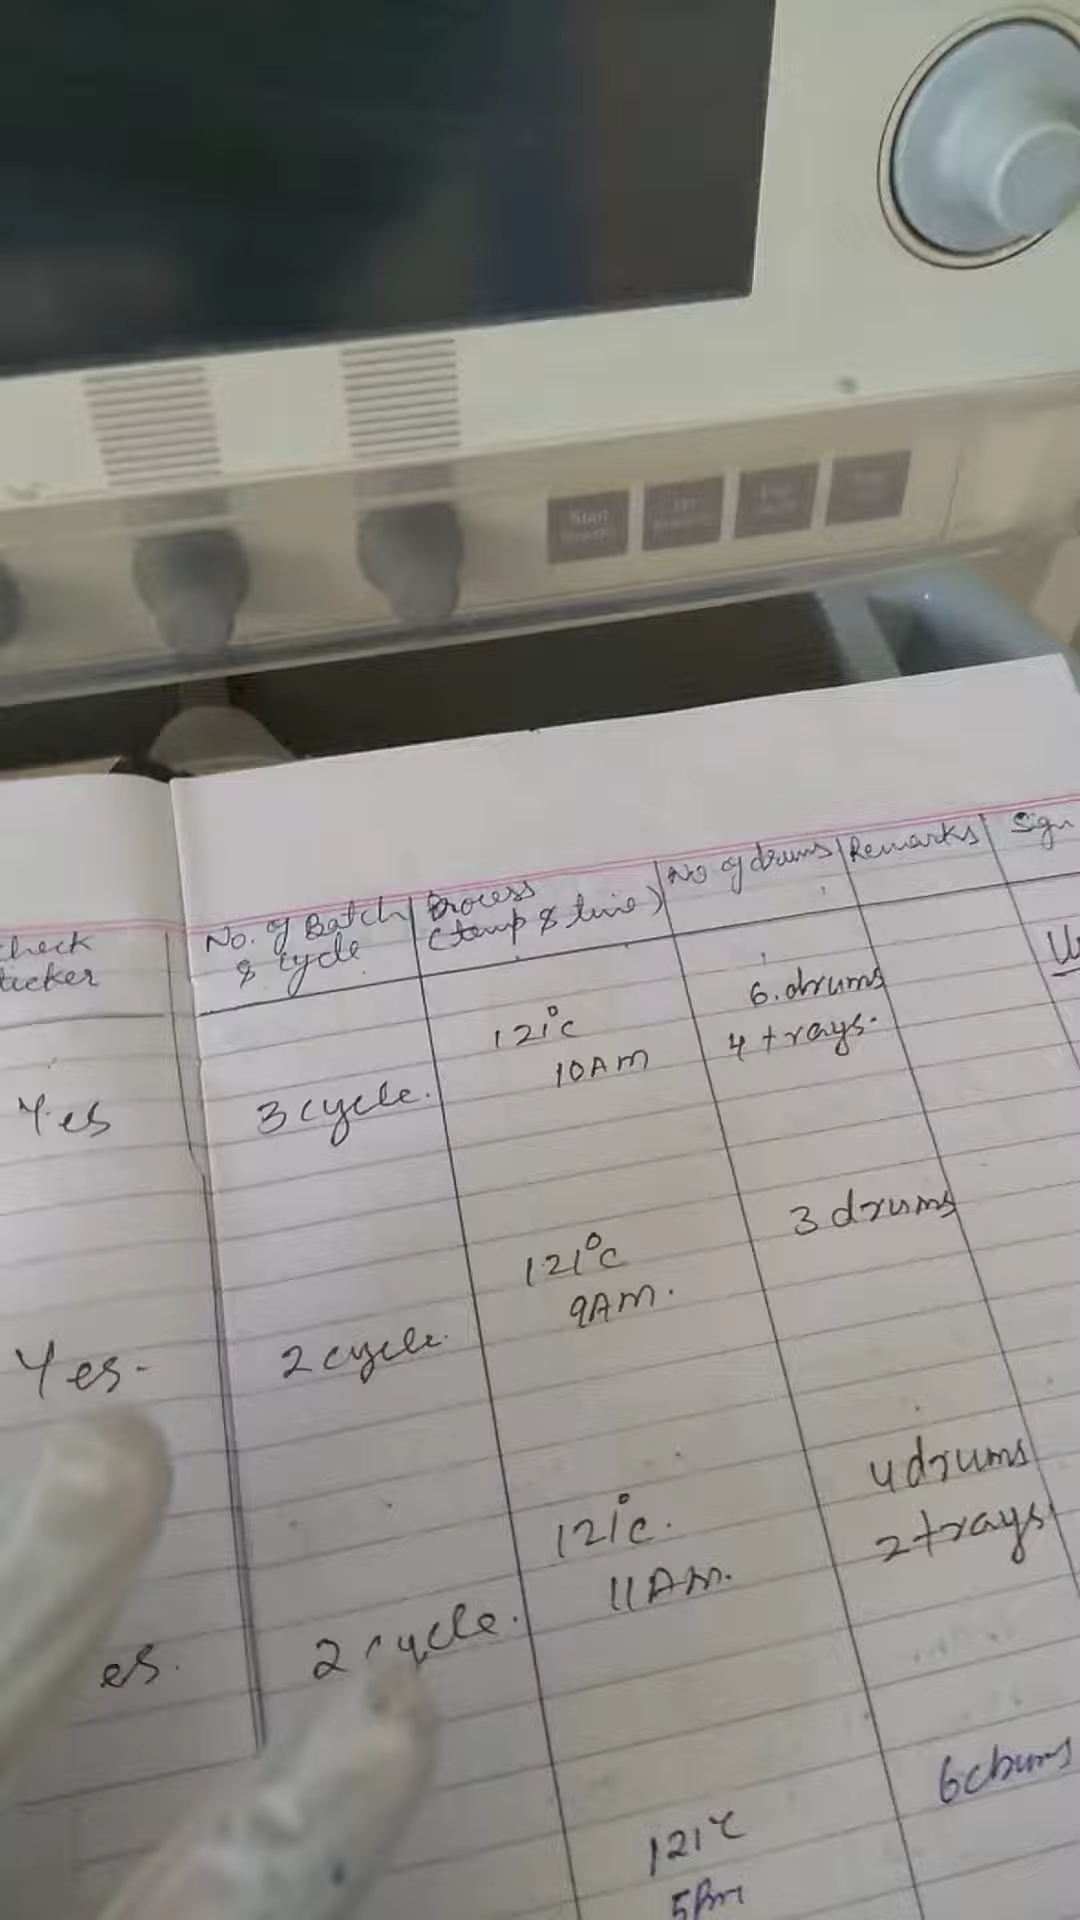 check
ticker
No. of Batch
& cycle
Process
(temp & time)
No of drums
Remarks
Sign
Yes
3 cycle.
121°c
10AM
6.drums
4 trays.
Yes-
2 cycle.
121°c
9AM.
3 drums
es.
2 cycle.
121°c.
11AM.
4 drums
2 trays
121°c
5Pm
6 drums
Start